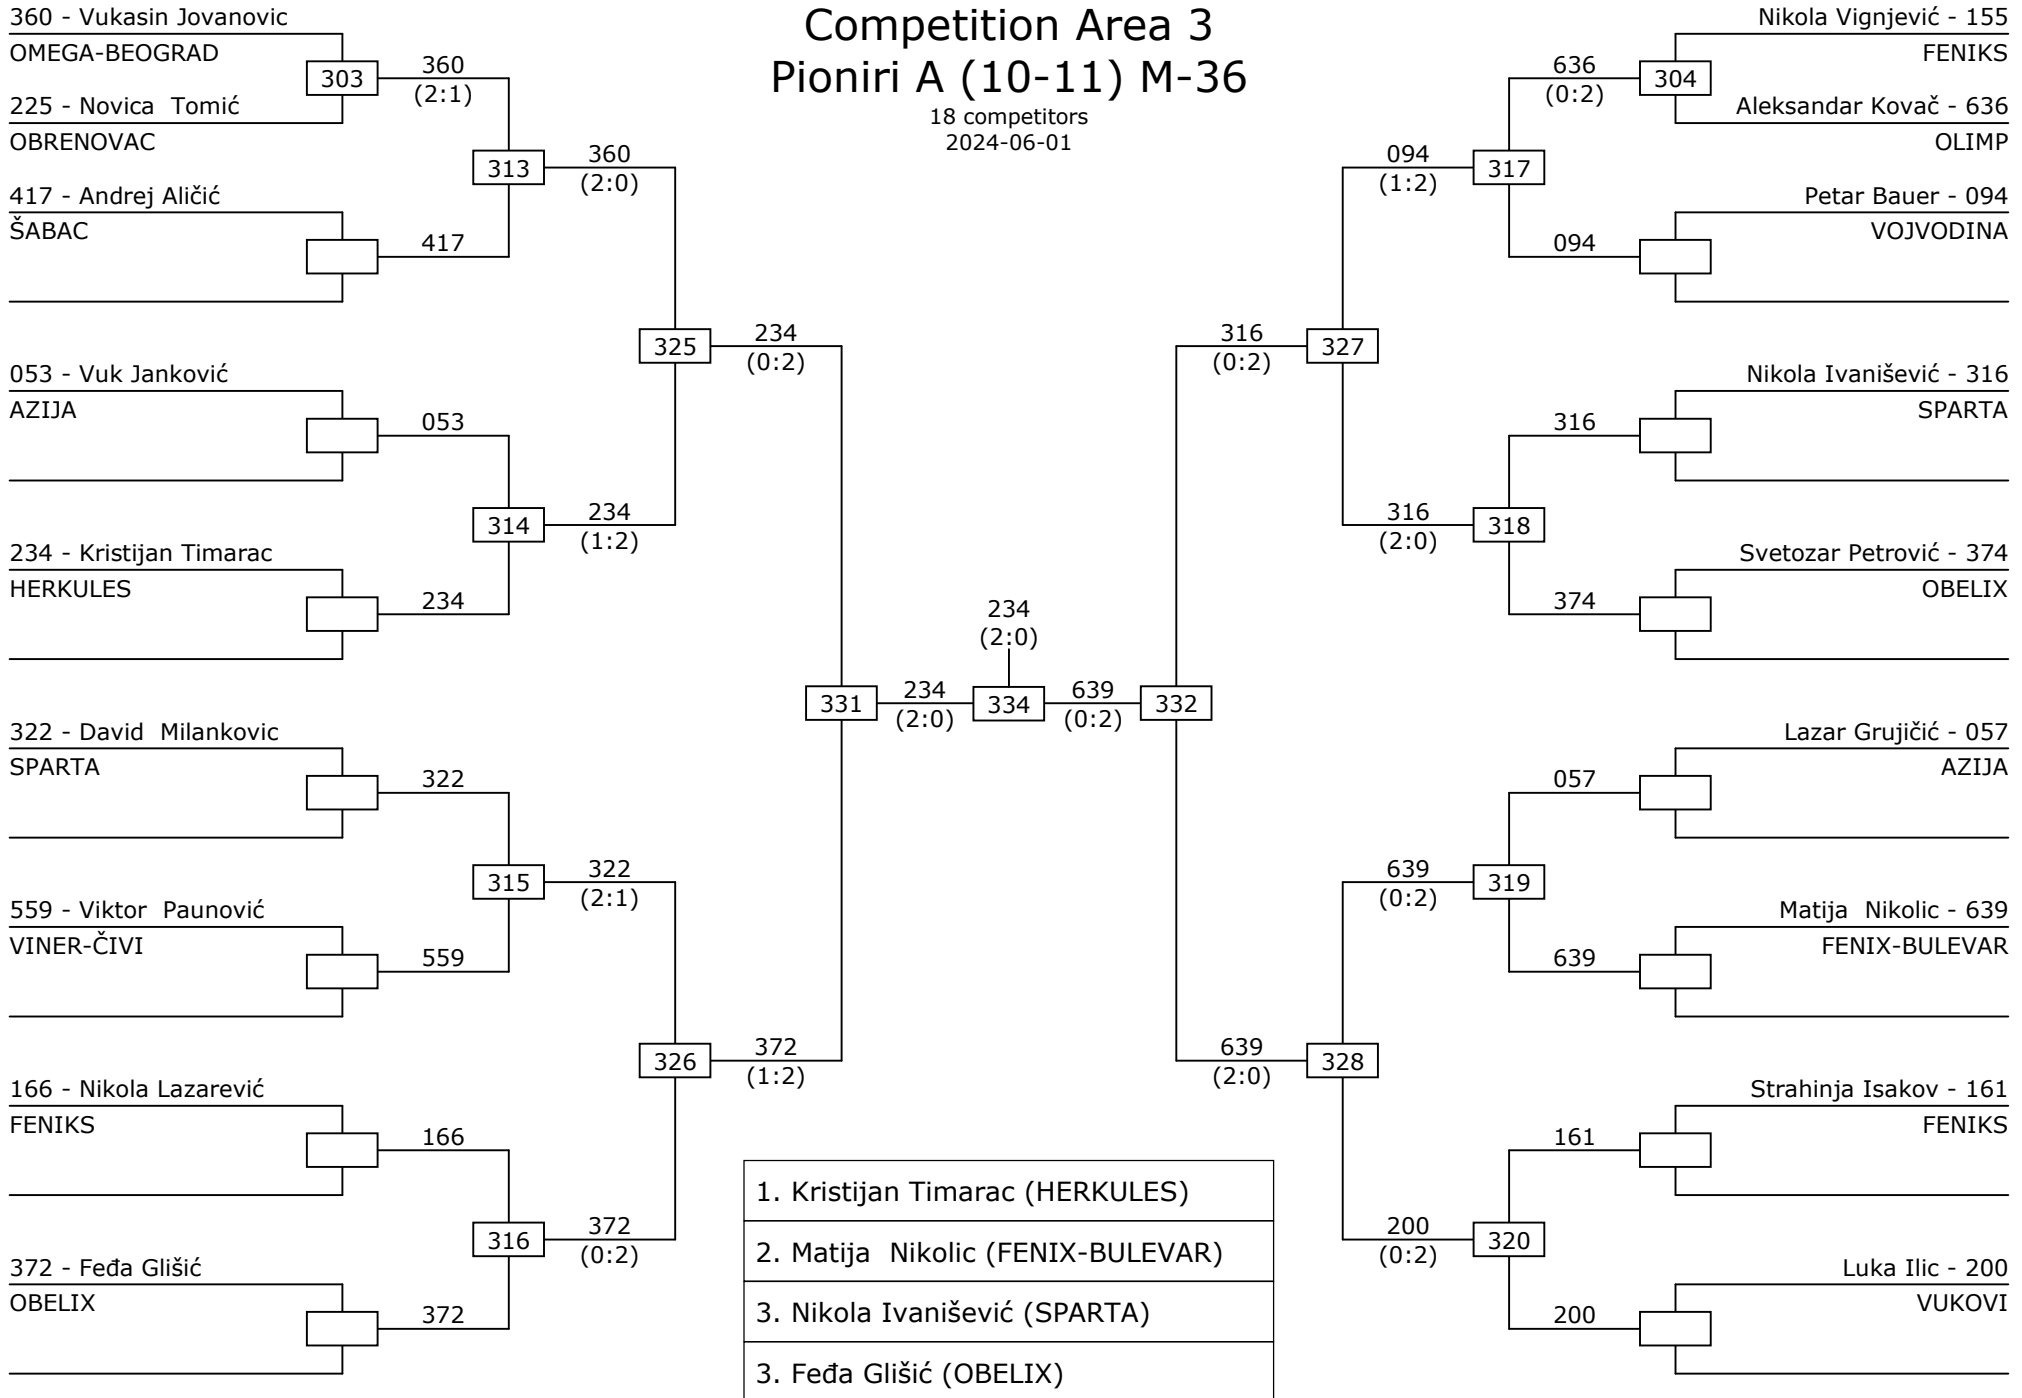 Competition Area 3
Pioniri A (10-11) M-36
18 competitors
2024-06-01
360 - Vukasin Jovanovic
OMEGA-BEOGRAD
303
360
(2:1)
225 - Novica  Tomić
OBRENOVAC
313
360
(2:0)
417 - Andrej Aličić
ŠABAC
417
325
234
(0:2)
053 - Vuk Janković
AZIJA
053
314
234
(1:2)
234 - Kristijan Timarac
HERKULES
234
331
234
(2:0)
322 - David  Milankovic
SPARTA
322
315
322
(2:1)
559 - Viktor  Paunović
VINER-ČIVI
559
326
372
(1:2)
166 - Nikola Lazarević
FENIKS
166
316
372
(0:2)
372 - Feđa Glišić
OBELIX
372
234
(2:0)
334
Nikola Vignjević - 155
FENIKS
636
(0:2)
304
Aleksandar Kovač - 636
OLIMP
094
(1:2)
317
Petar Bauer - 094
VOJVODINA
094
316
(0:2)
327
Nikola Ivanišević - 316
SPARTA
316
316
(2:0)
318
Svetozar Petrović - 374
OBELIX
374
639
(0:2)
332
Lazar Grujičić - 057
AZIJA
057
639
(0:2)
319
Matija  Nikolic - 639
FENIX-BULEVAR
639
639
(2:0)
328
Strahinja Isakov - 161
FENIKS
161
200
(0:2)
320
Luka Ilic - 200
VUKOVI
200
1. Kristijan Timarac (HERKULES)
2. Matija  Nikolic (FENIX-BULEVAR)
3. Nikola Ivanišević (SPARTA)
3. Feđa Glišić (OBELIX)